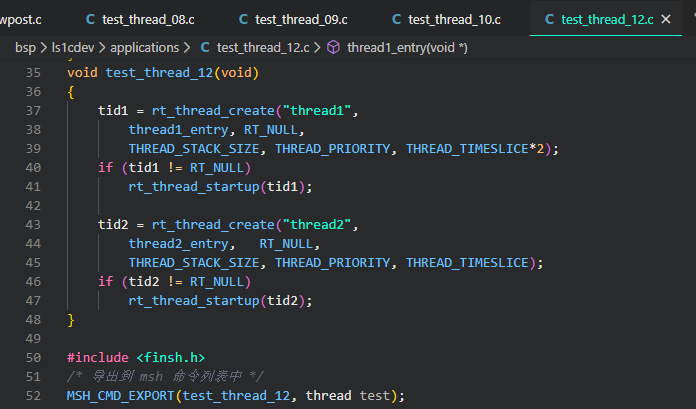 wpost.c test_thread_08.c test_thread_09.c test_thread_10.c test_thread_12.c
bsp > ls1cdev > applications > test_thread_12.c > thread1_entry(void *)
35 void test_thread_12(void)
36 {
37 tid1 = rt_thread_create("thread1",
38 thread1_entry, RT_NULL,
39 THREAD_STACK_SIZE, THREAD_PRIORITY, THREAD_TIMESLICE*2);
40 if (tid1 != RT_NULL)
41 rt_thread_startup(tid1);
42
43 tid2 = rt_thread_create("thread2",
44 thread2_entry, RT_NULL,
45 THREAD_STACK_SIZE, THREAD_PRIORITY, THREAD_TIMESLICE);
46 if (tid2 != RT_NULL)
47 rt_thread_startup(tid2);
48 }
49
50 #include <finsh.h>
51 /* 导出到 msh 命令列表中 */
52 MSH_CMD_EXPORT(test_thread_12, thread test);